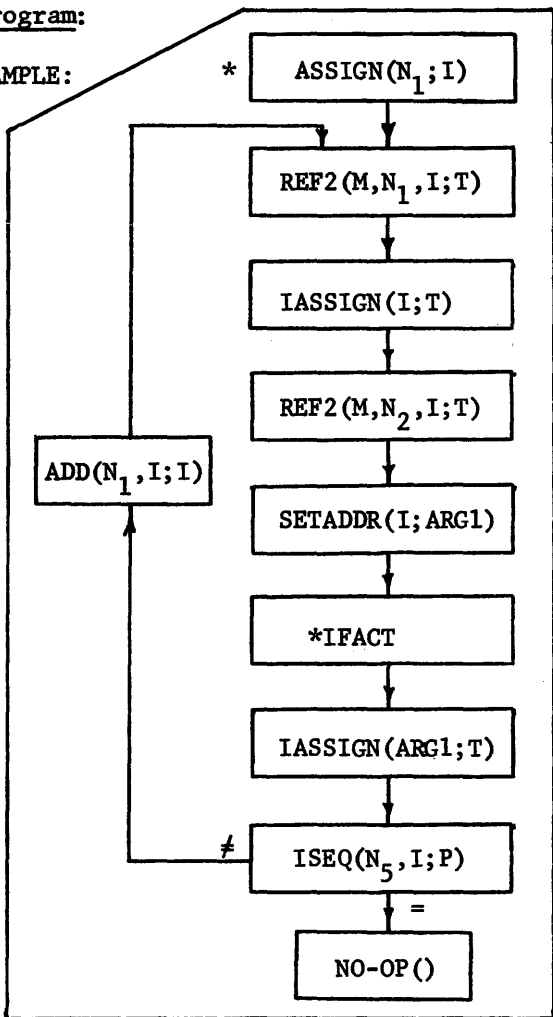 rogram:
AMPLE:
* ASSIGN(N₁;I)
REF2(M,N₁,I;T)
IASSIGN(I;T)
REF2(M,N₂,I;T)
ADD(N₁,I;I)
SETADDR(I;ARG1)
*IFACT
IASSIGN(ARG1;T)
≠ ISEQ(N₅,I;P)
=
NO-OP()